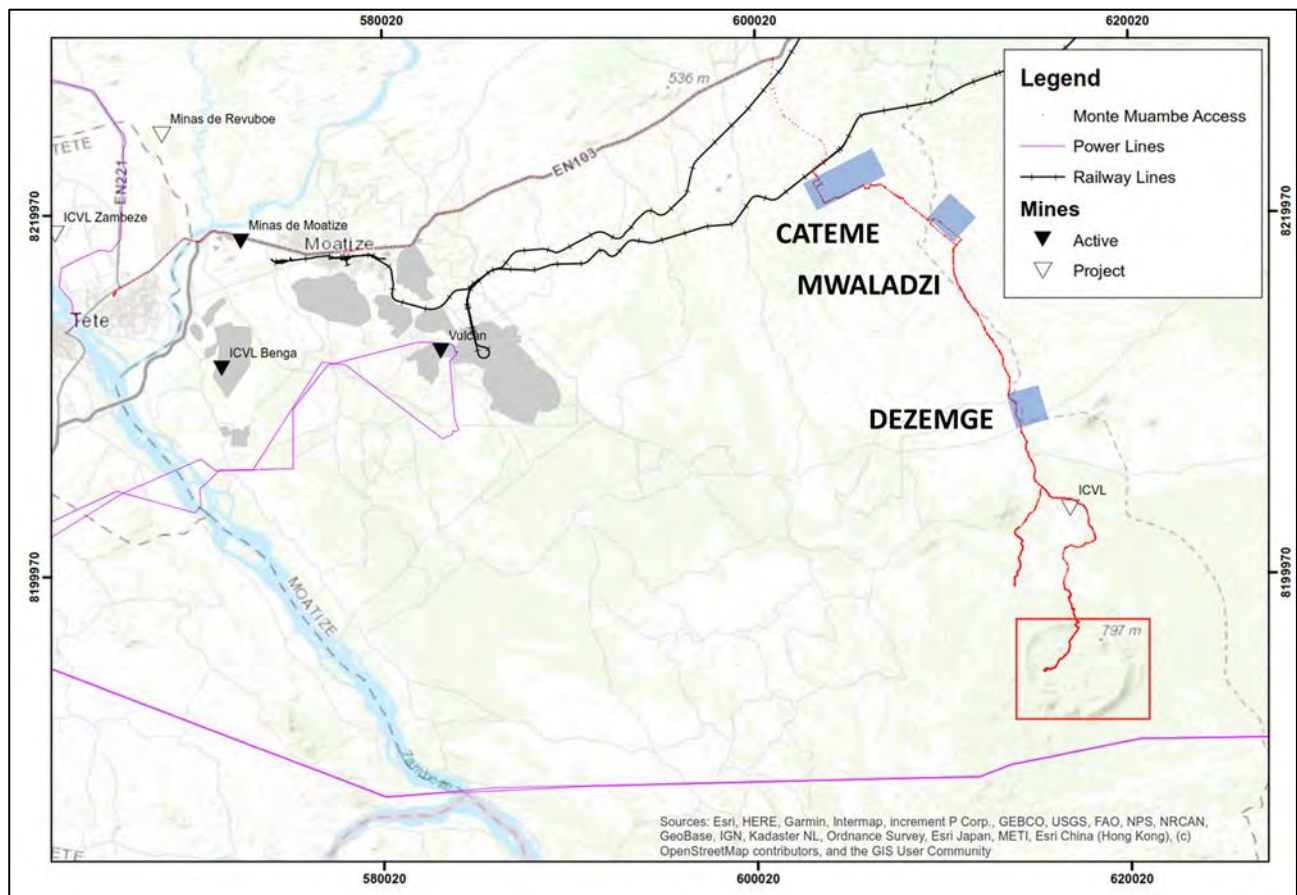 580020
600020
620020
Legend
Monte Muambe Access
Power Lines
Railway Lines
Mines
Active
Project
536 m
Minas de Revuboe
TETE
EN221
EN103
8219970
8219970
ICVL Zambeze
Minas de Moatize
Moatize
CATEME
MWALADZI
Tete
ICVL Benga
Vulcan
DEZEMGE
ICVL
8199970
8199970
MOATIZE
797 m
Zambeze
Sources: Esri, HERE, Garmin, Intermap, increment P Corp., GEBCO, USGS, FAO, NPS, NRCAN,
GeoBase, IGN, Kadaster NL, Ordnance Survey, Esri Japan, METI, Esri China (Hong Kong), (c)
OpenStreetMap contributors, and the GIS User Community
ETE
580020
600020
620020